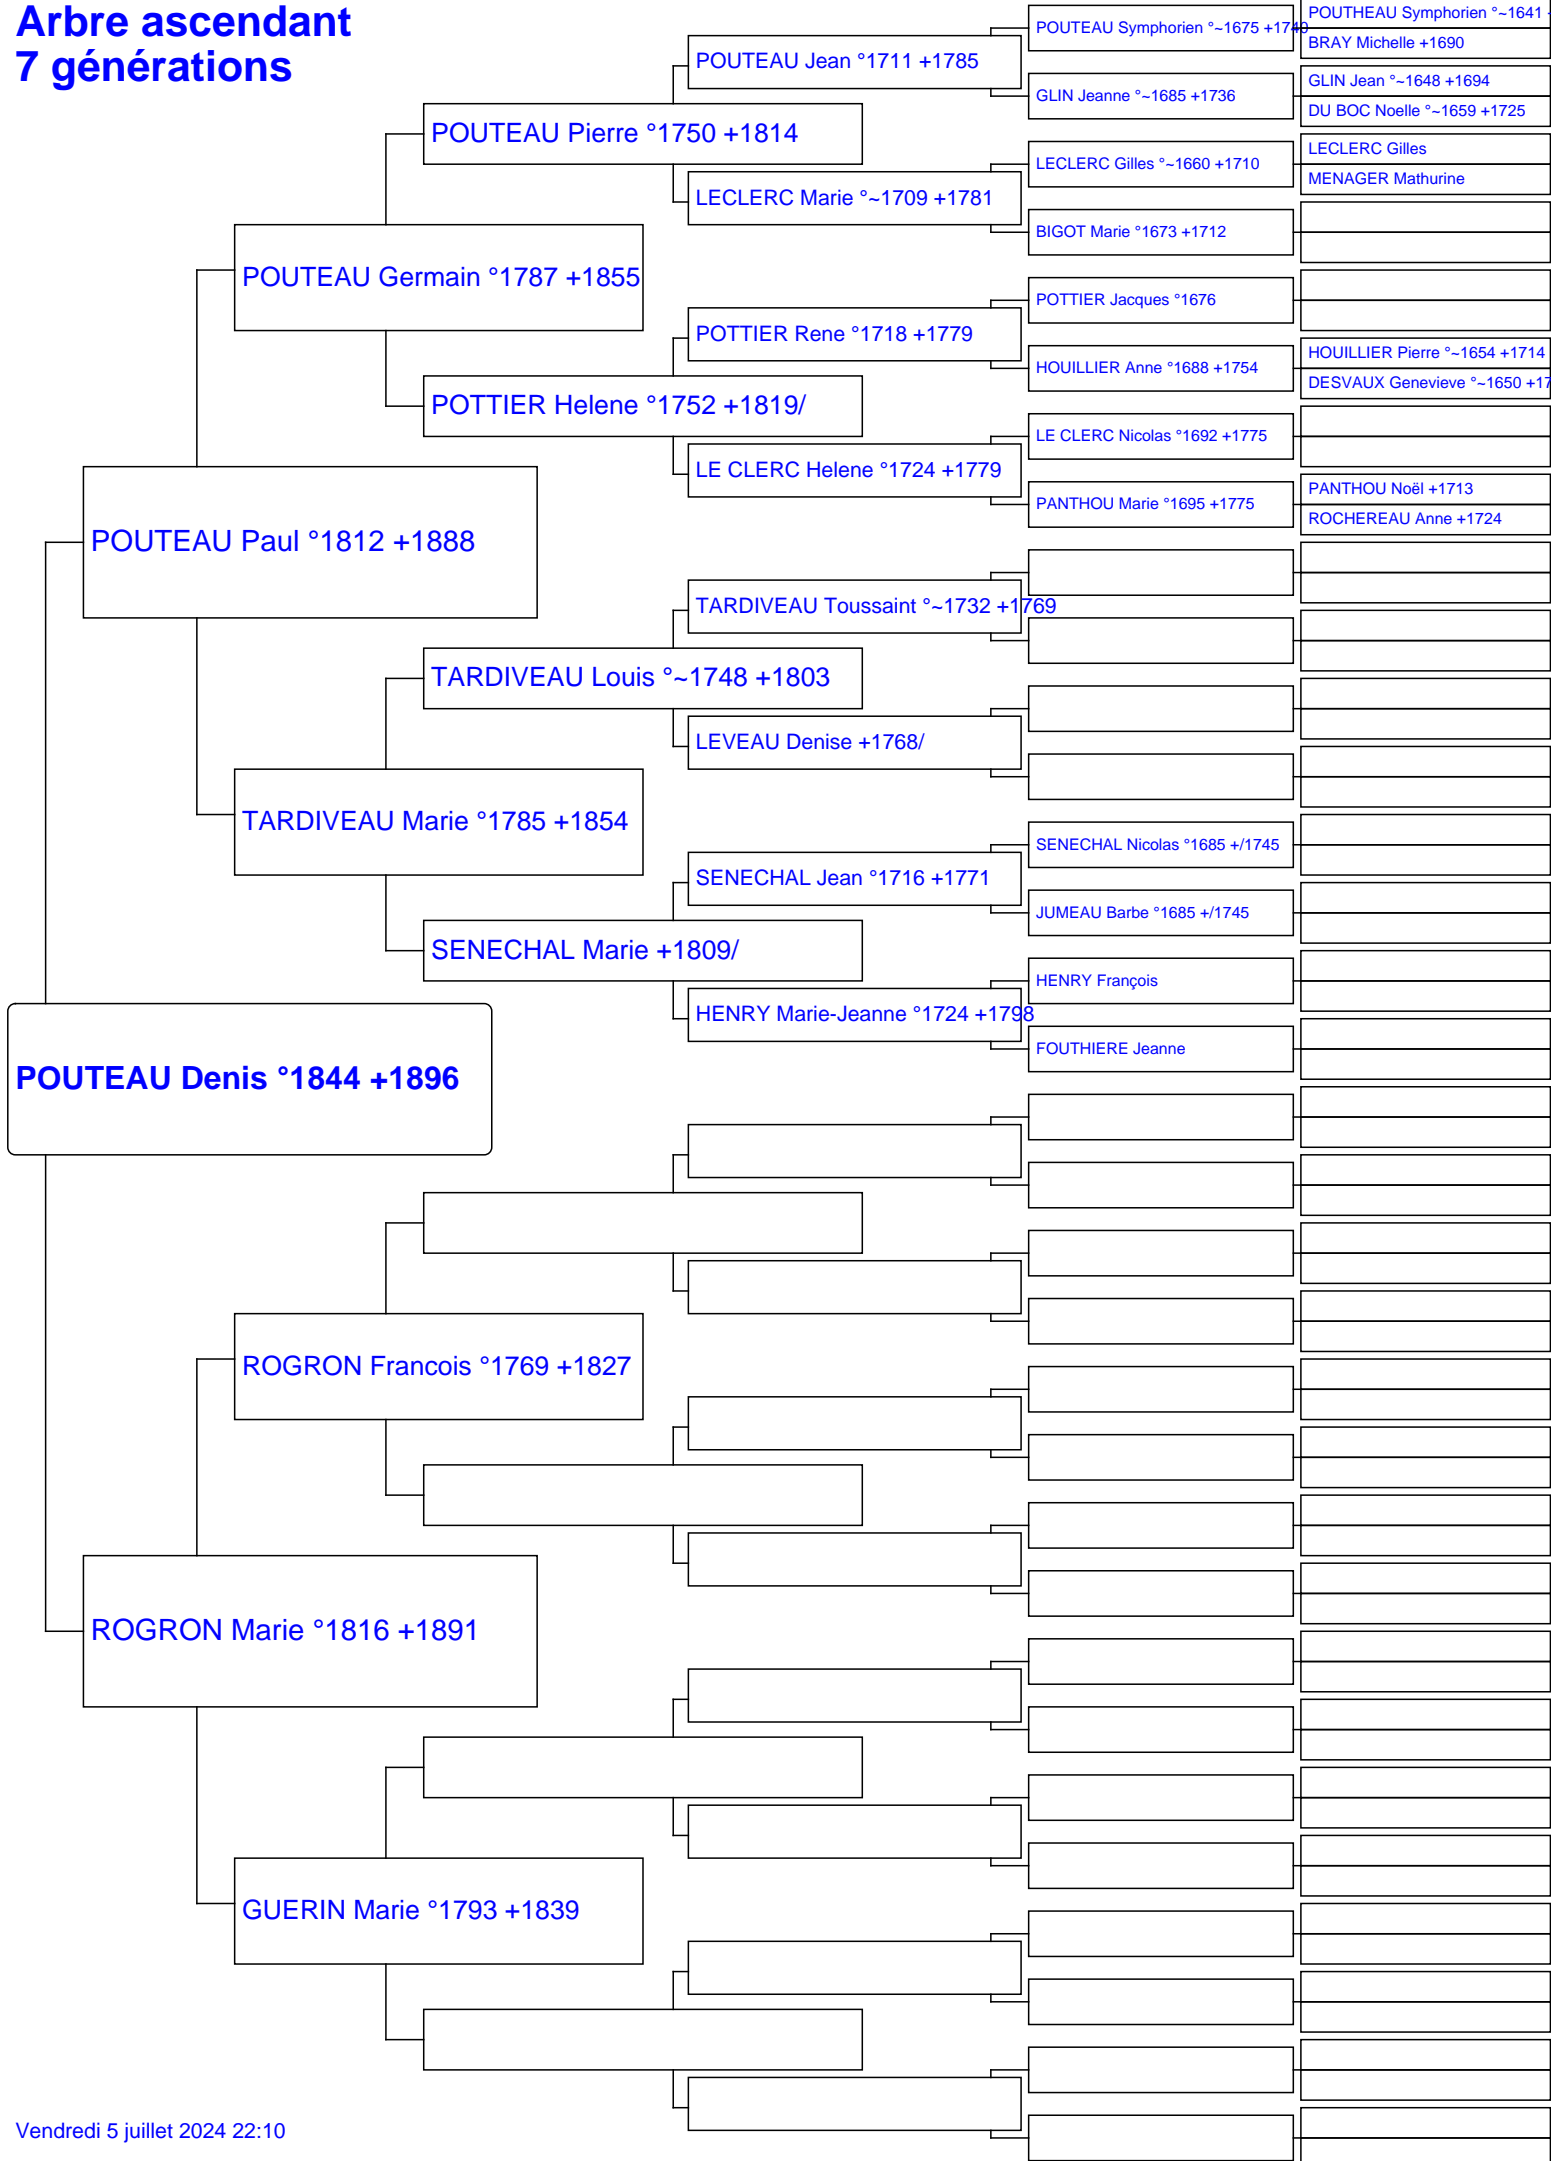 Arbre ascendant
7 générations
POUTHEAU Symphorien °~1641
POUTEAU Symphorien °~1675 +1740
BRAY Michelle +1690
POUTEAU Jean °1711 +1785
GLIN Jean °~1648 +1694
GLIN Jeanne °~1685 +1736
DU BOC Noelle °~1659 +1725
POUTEAU Pierre °1750 +1814
LECLERC Gilles
LECLERC Gilles °~1660 +1710
MENAGER Mathurine
LECLERC Marie °~1709 +1781
BIGOT Marie °1673 +1712
POUTEAU Germain °1787 +1855
POTTIER Jacques °1676
POTTIER Rene °1718 +1779
HOUILLIER Pierre °~1654 +1714
HOUILLIER Anne °1688 +1754
DESVAUX Genevieve °~1650 +17
POTTIER Helene °1752 +1819/
LE CLERC Nicolas °1692 +1775
LE CLERC Helene °1724 +1779
PANTHOU Noël +1713
PANTHOU Marie °1695 +1775
ROCHEREAU Anne +1724
POUTEAU Paul °1812 +1888
TARDIVEAU Toussaint °~1732 +1769
TARDIVEAU Louis °~1748 +1803
LEVEAU Denise +1768/
TARDIVEAU Marie °1785 +1854
SENECHAL Nicolas °1685 +/1745
SENECHAL Jean °1716 +1771
JUMEAU Barbe °1685 +/1745
SENECHAL Marie +1809/
HENRY François
HENRY Marie-Jeanne °1724 +1798
FOUTHIERE Jeanne
POUTEAU Denis °1844 +1896
ROGRON Francois °1769 +1827
ROGRON Marie °1816 +1891
GUERIN Marie °1793 +1839
Vendredi 5 juillet 2024 22:10